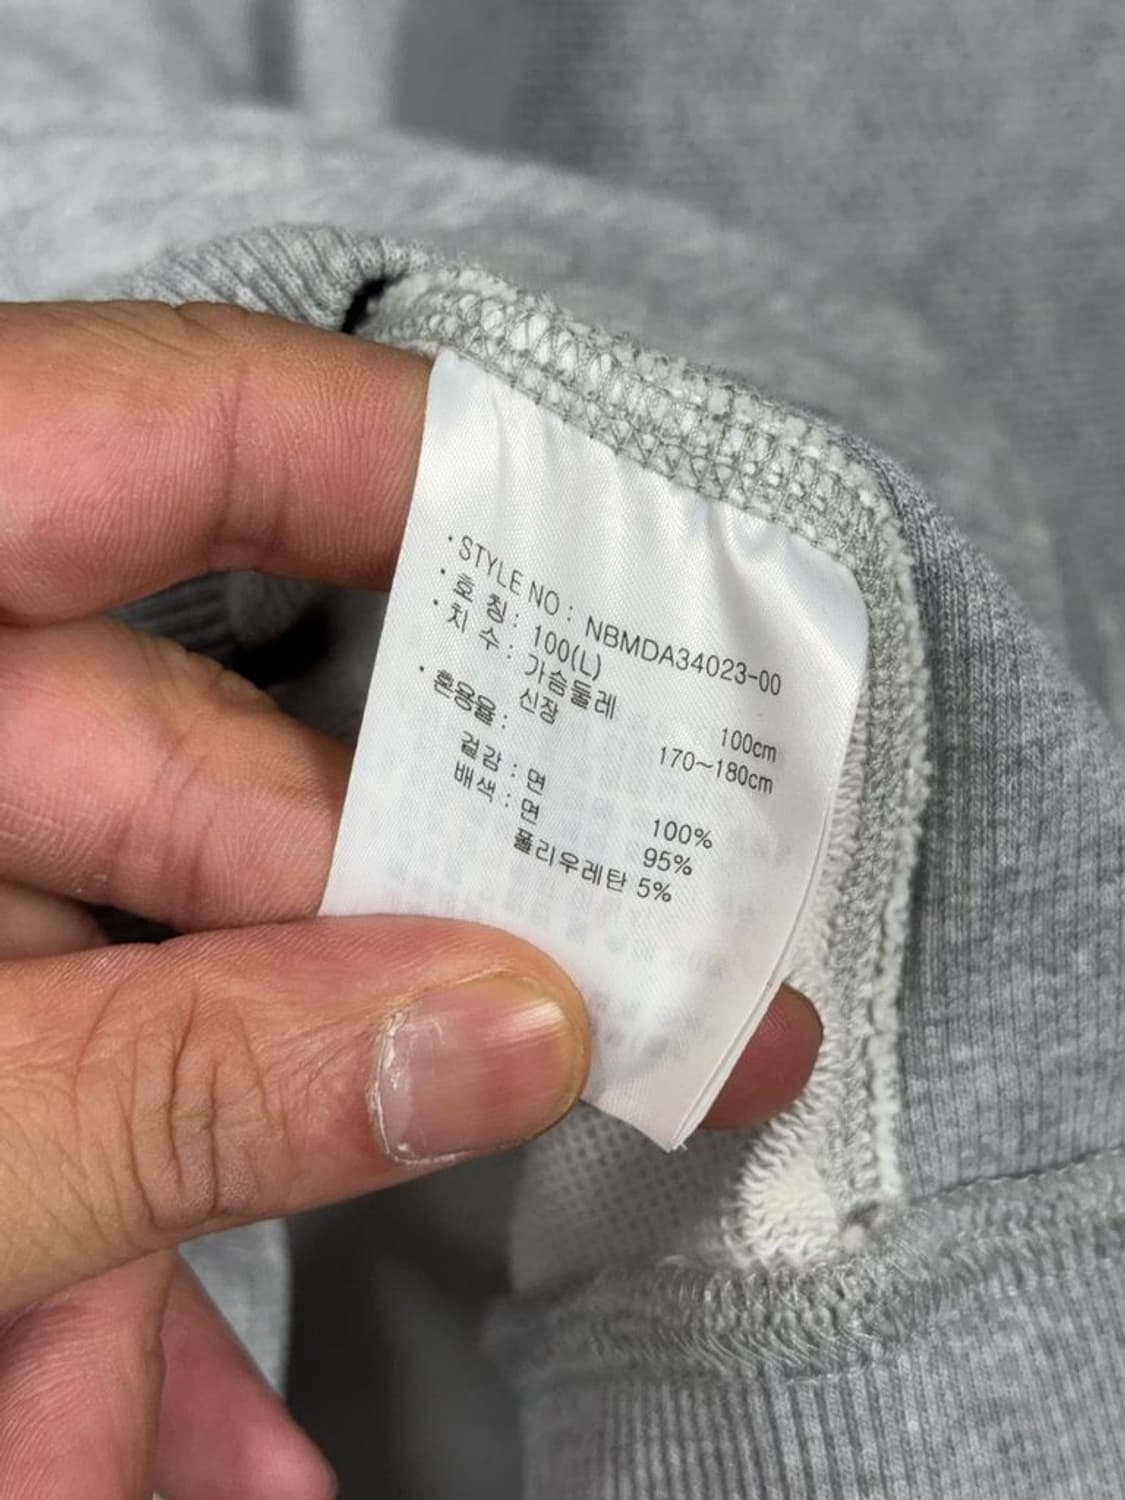 · STYLE NO : NBMDA34023-00
· 호 칭 : 100(L)
· 치 수 : 가슴둘레 100cm
신장 170~180cm
· 혼용율 :
겉감 : 면 100%
배색 : 면 95%
폴리우레탄 5%